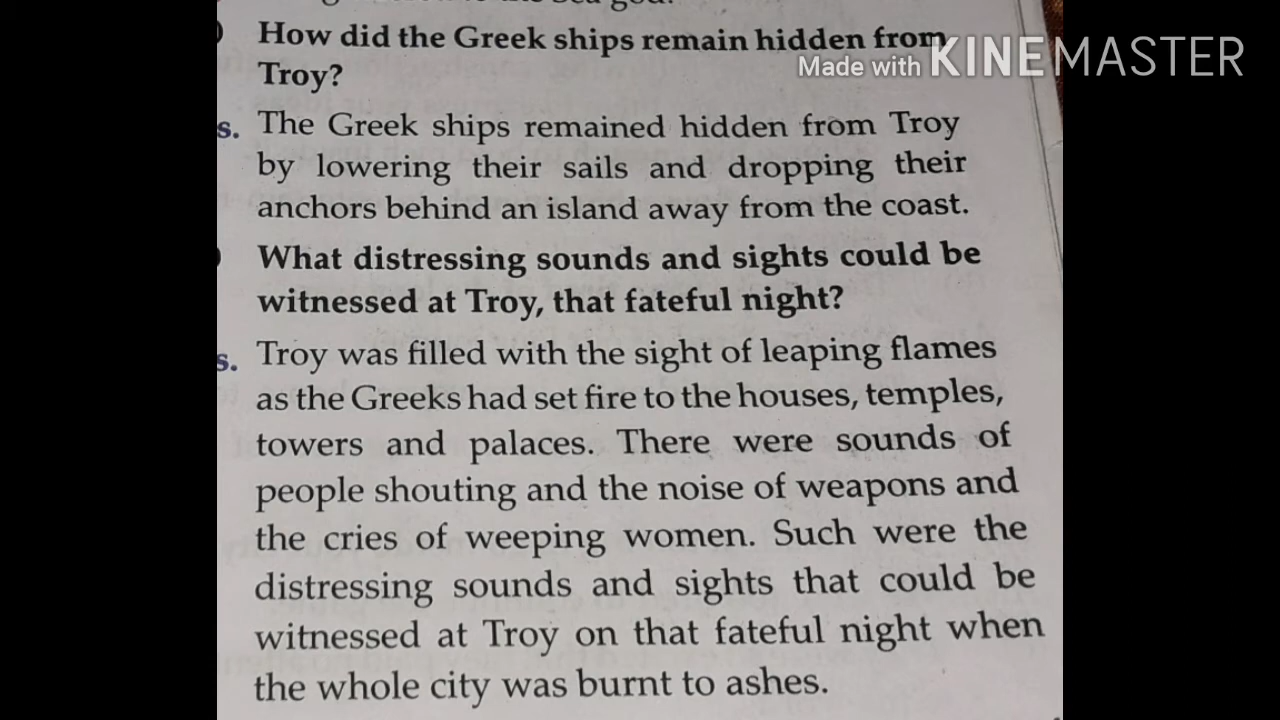 How did the Greek ships remain hidden from
Made with KINEMASTER
Troy?
s. The Greek ships remained hidden from Troy
by lowering their sails and dropping their
anchors behind an island away from the coast.
What distressing sounds and sights could be
witnessed at Troy, that fateful night?
s. Troy was filled with the sight of leaping flames
as the Greeks had set fire to the houses, temples,
towers and palaces. There were sounds of
people shouting and the noise of weapons and
the cries of weeping women. Such were the
distressing sounds and sights that could be
witnessed at Troy on that fateful night when
the whole city was burnt to ashes.